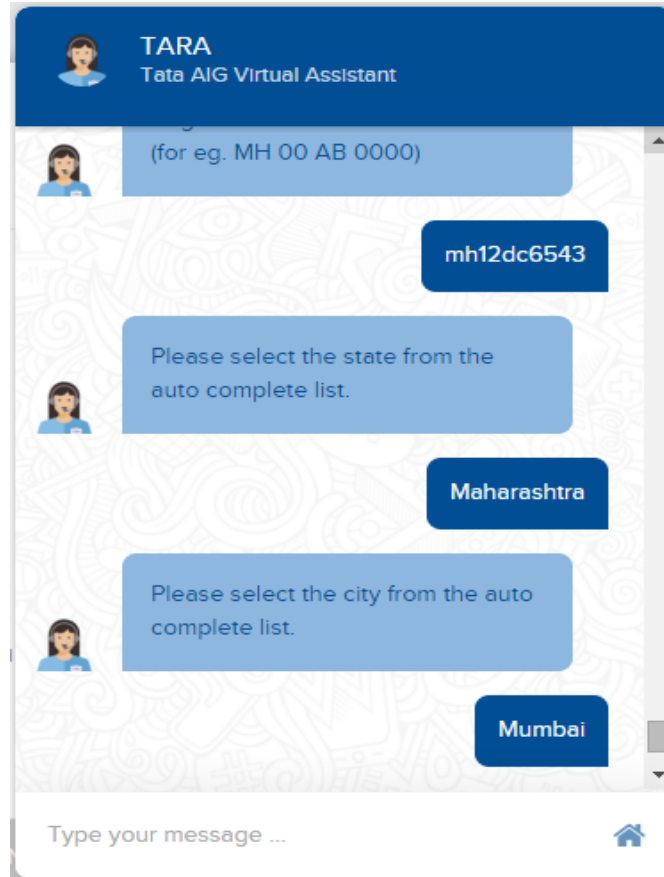 TARA
Tata AIG Virtual Assistant
(for eg. MH 00 AB 0000)
mh12dc6543
Please select the state from the
auto complete list.
Maharashtra
Please select the city from the auto
complete list.
Mumbai
Type your message ...